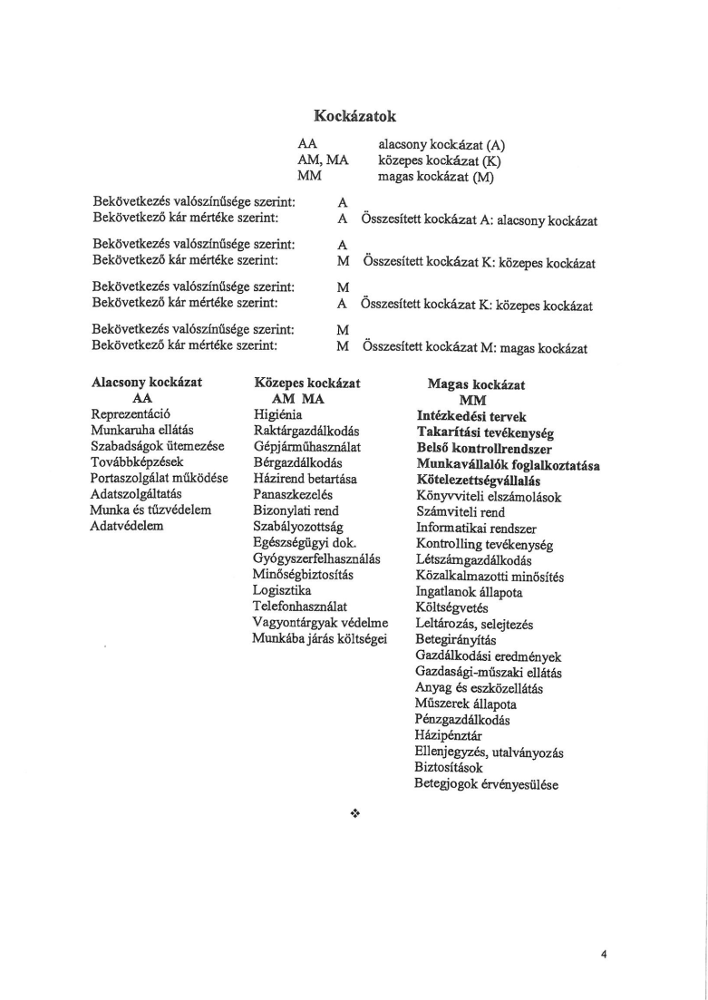 Kockázatok
AA alacsony kockázat (A)
AM, MA közepes kockázat (K)
MM magas kockázat (M)
Bekövetkezés valószínűsége szerint: A
Bekövetkező kár mértéke szerint: A Összesített kockázat A: alacsony kockázat
Bekövetkezés valószínűsége szerint: A
Bekövetkező kár mértéke szerint: M Összesített kockázat K: közepes kockázat
Bekövetkezés valószínűsége szerint: M
Bekövetkező kár mértéke szerint: A Összesített kockázat K: közepes kockázat
Bekövetkezés valószínűsége szerint: M
Bekövetkező kár mértéke szerint: M Összesített kockázat M: magas kockázat
Alacsony kockázat
AA
Reprezentáció
Munkaruha ellátás
Szabadságok ütemezése
Továbbképzések
Portaszolgálat működése
Adatszolgáltatás
Munka és tűzvédelem
Adatvédelem
Közepes kockázat
AM MA
Higiénia
Raktárgazdálkodás
Gépjárműhasználat
Bérgazdálkodás
Házirend betartása
Panaszkezelés
Bizonylati rend
Szabályozottság
Egészségügyi dok.
Gyógyszerfelhasználás
Minőségbiztosítás
Logisztika
Telefonhasználat
Vagyontárgyak védelme
Munkába járás költségei
Magas kockázat
MM
Intézkedési tervek
Takarítási tevékenység
Belső kontrollrendszer
Munkavállalók foglalkoztatása
Kötelezettségvállalás
Könyvviteli elszámolások
Számviteli rend
Informatikai rendszer
Kontrolling tevékenység
Létszámgazdálkodás
Közalkalmazotti minősítés
Ingatlanok állapota
Költségvetés
Leltározás, selejtezés
Betegirányítás
Gazdálkodási eredmények
Gazdasági-műszaki ellátás
Anyag és eszközellátás
Műszerek állapota
Pénzgazdálkodás
Házipénztár
Ellenjegyzés, utalványozás
Biztosítások
Betegjogok érvényesülése
4